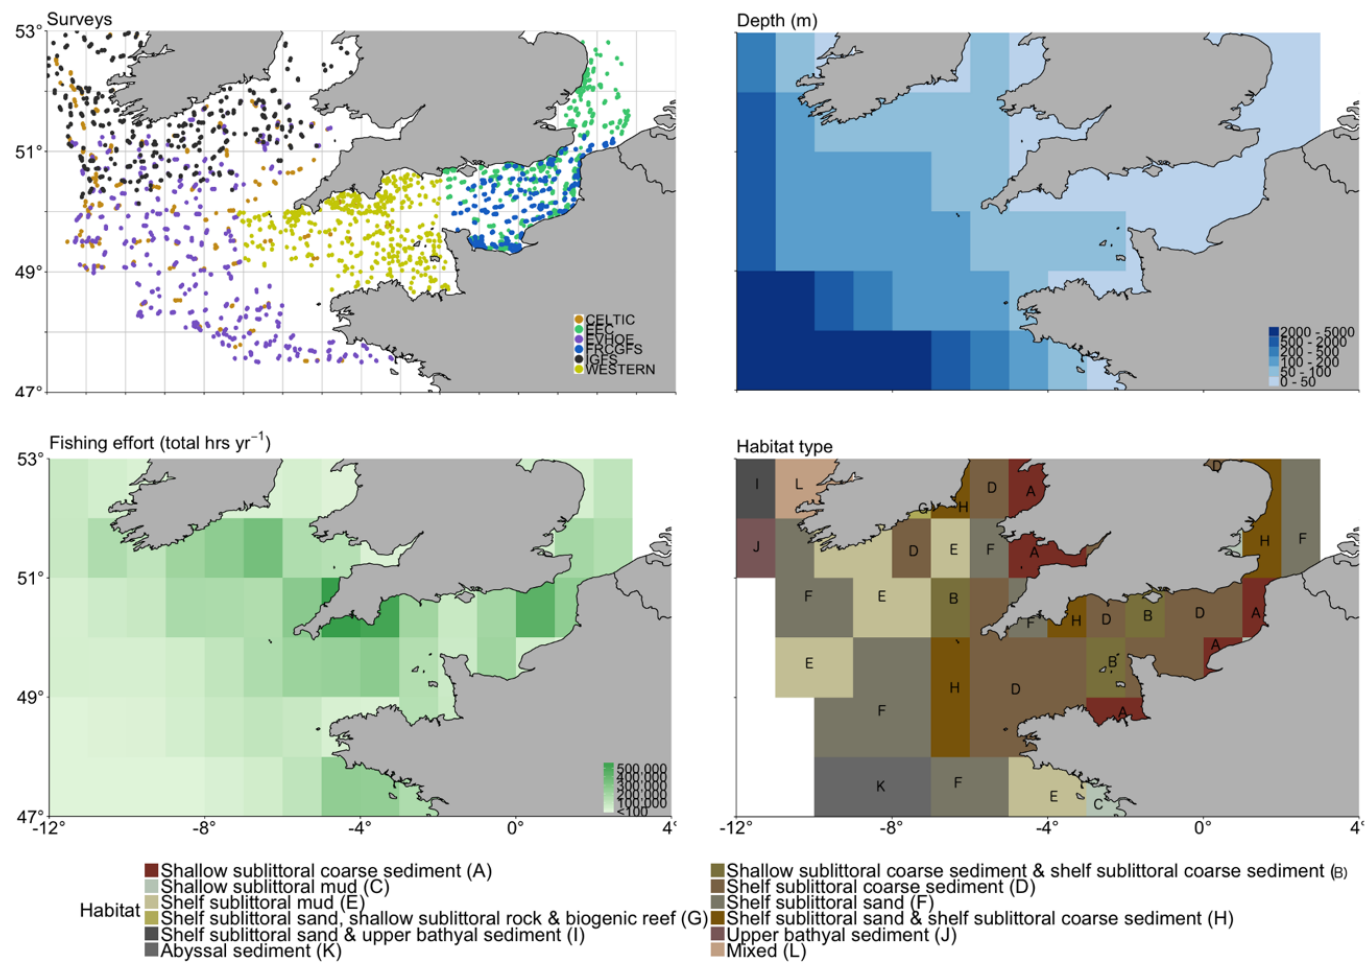 Surveys
53°
51°
49°
47°
CELTIC
EEC
EVHOE
FRCGFS
IGFS
WESTERN
Depth (m)
2000 - 5000
500 - 2000
200 - 500
100 - 200
50 - 100
0 - 50
Fishing effort (total hrs yr⁻¹)
53°
51°
49°
47°
-12° -8° -4° 0° 4°
500,000
400,000
300,000
200,000
100,000
<100
Habitat type
I L G H D A D
J D E F A H F
F E B F H D B D A
E F H D B A A
K F E C
-12° -8° -4° 0° 4°
Habitat
Shallow sublittoral coarse sediment (A)
Shallow sublittoral mud (C)
Shelf sublittoral mud (E)
Shelf sublittoral sand, shallow sublittoral rock & biogenic reef (G)
Shelf sublittoral sand & upper bathyal sediment (I)
Abyssal sediment (K)
Shallow sublittoral coarse sediment & shelf sublittoral coarse sediment (B)
Shelf sublittoral coarse sediment (D)
Shelf sublittoral sand (F)
Shelf sublittoral sand & shelf sublittoral coarse sediment (H)
Upper bathyal sediment (J)
Mixed (L)